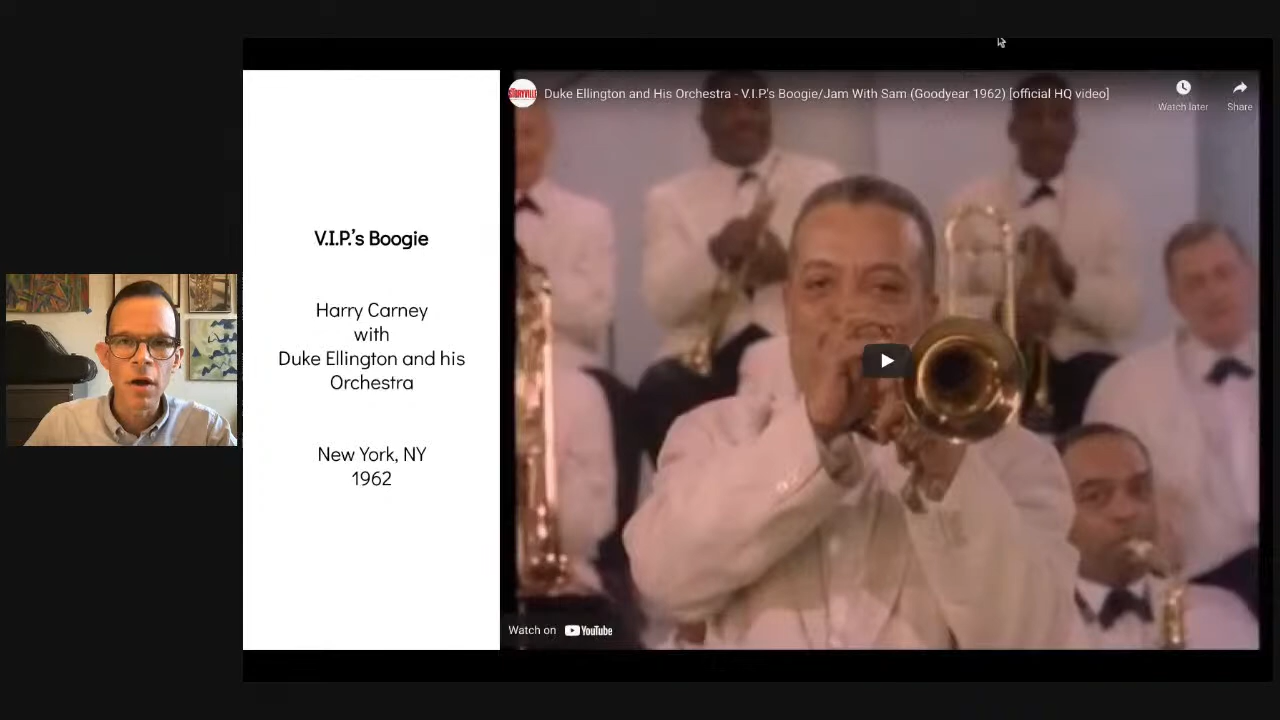 V.I.P.'s Boogie
Harry Carney
with
Duke Ellington and his
Orchestra
New York, NY
1962
STORYVILLE
Duke Ellington and His Orchestra - V.I.P.'s Boogie/Jam With Sam (Goodyear 1962) [official HQ video]
Watch later
Share
Watch on
YouTube